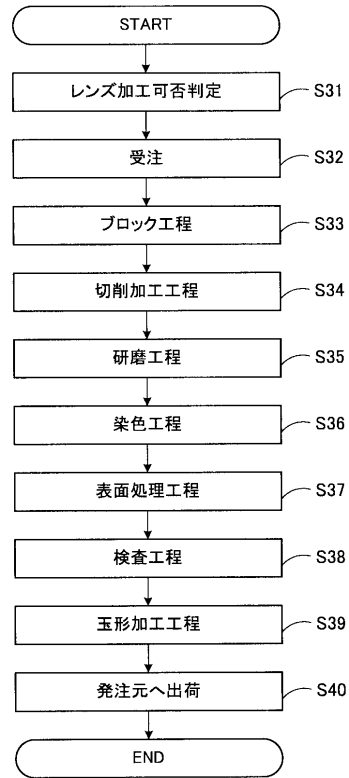 START
レンズ加工可否判定 S31
受注 S32
ブロック工程 S33
切削加工工程 S34
研磨工程 S35
染色工程 S36
表面処理工程 S37
検査工程 S38
玉形加工工程 S39
発注元へ出荷 S40
END